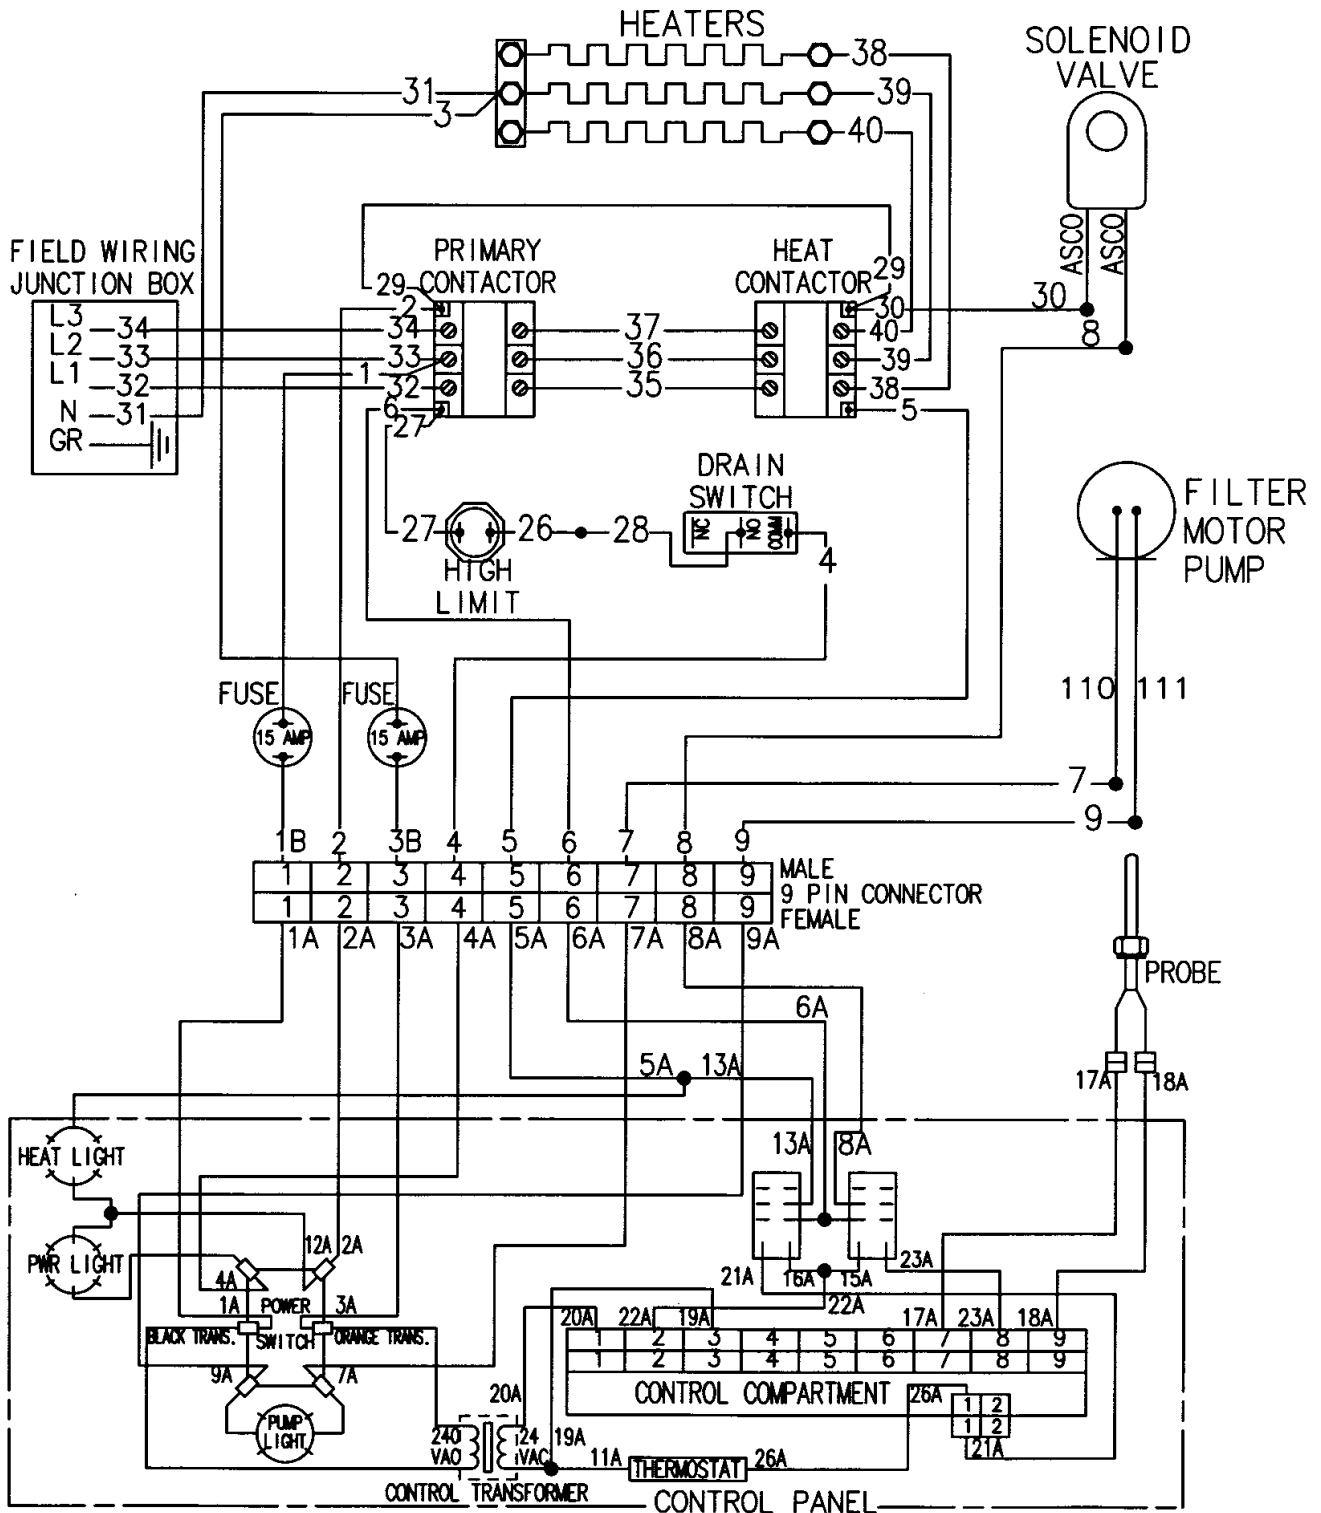 HEATERS
SOLENOID
VALVE
38
31
39
3
40
ASCO
ASCO
FIELD WIRING
JUNCTION BOX
PRIMARY
CONTACTOR
HEAT
CONTACTOR
29
29
2
30
30
8
L3
34
34
37
40
L2
33
33
36
39
L1
1
32
32
35
38
N
31
6
5
GR
27
DRAIN
SWITCH
NC
NO
COMM
27
26
28
4
HIGH
LIMIT
FILTER
MOTOR
PUMP
110
111
FUSE
FUSE
15 AMP
15 AMP
7
9
1B 2 3B 4 5 6 7 8 9
1 2 3 4 5 6 7 8 9
1 2 3 4 5 6 7 8 9
MALE
9 PIN CONNECTOR
FEMALE
1A 2A 3A 4A 5A 6A 7A 8A 9A
PROBE
6A
5A
13A
17A
18A
HEAT LIGHT
13A
8A
PWR LIGHT
12A
2A
4A
1A
POWER
SWITCH
3A
BLACK TRANS.
ORANGE TRANS.
9A
7A
PUMP
LIGHT
21A
16A
15A
23A
22A
20A
22A
19A
17A
23A
18A
1 2 3 4 5 6 7 8 9
1 2 3 4 5 6 7 8 9
CONTROL COMPARTMENT
26A
1 2
1 2
21A
20A
240
VAC
24
VAC
19A
11A
THERMOSTAT
26A
CONTROL TRANSFORMER
CONTROL PANEL